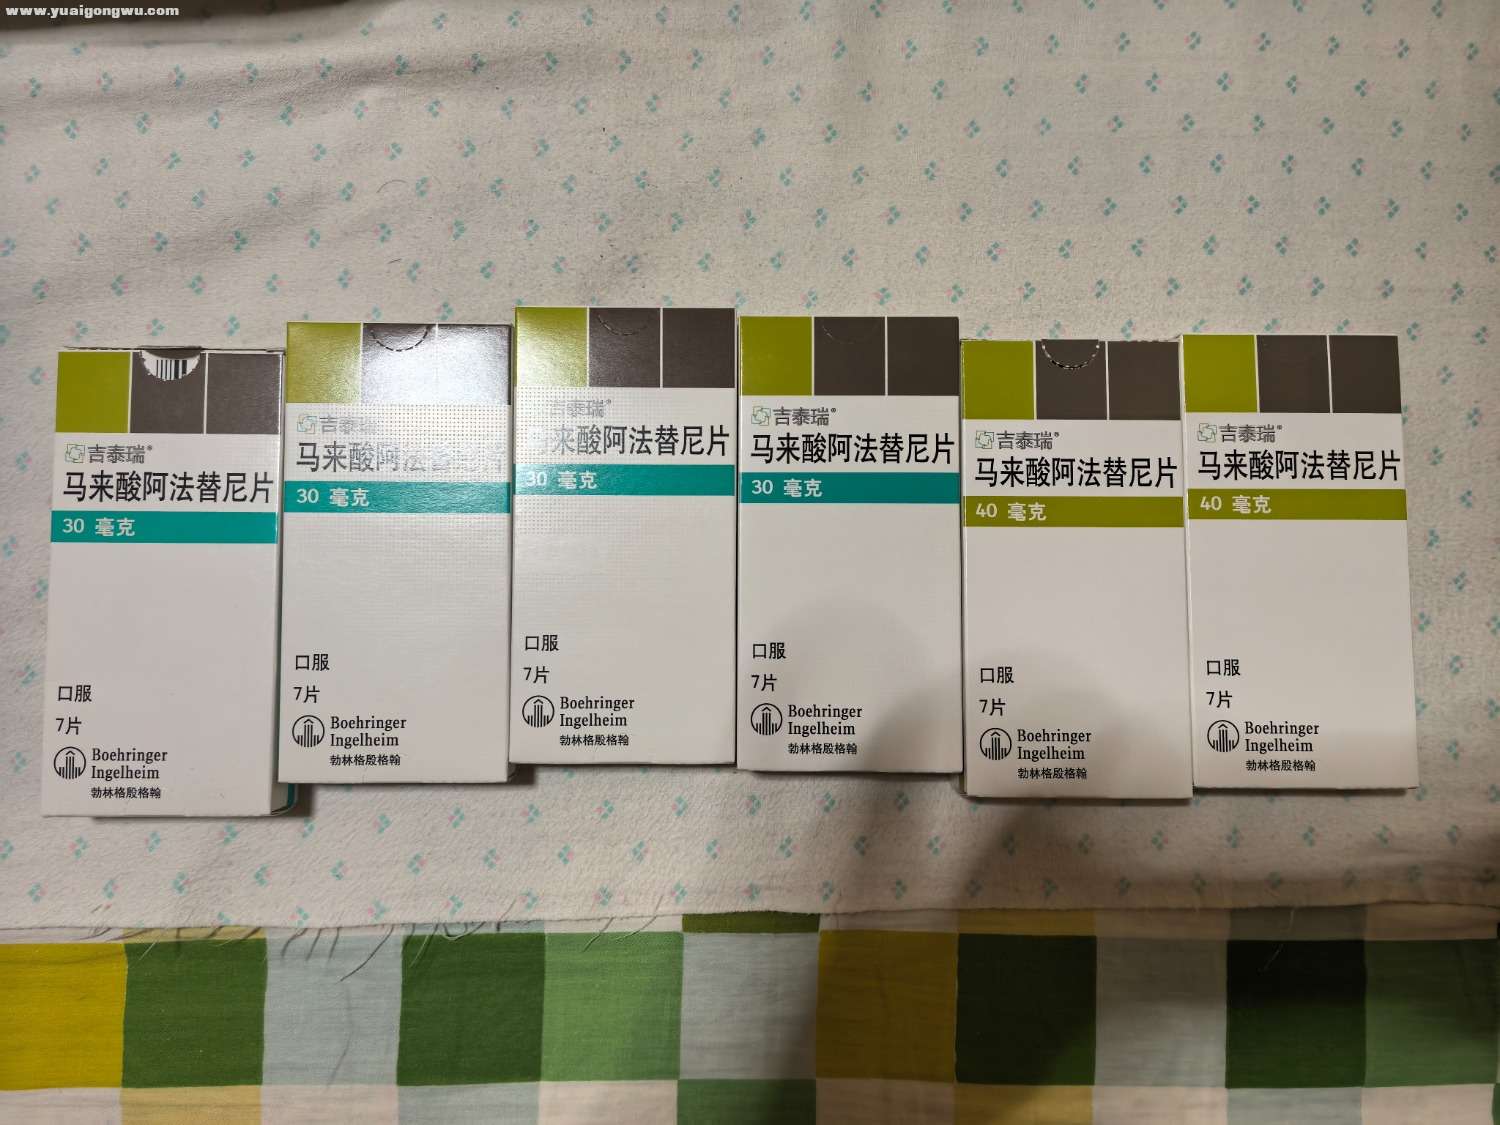 www.yuaigongwu.com
吉泰瑞®
马来酸阿法替尼片
30 毫克
口服
7片
Boehringer
Ingelheim
勃林格殷格翰
吉泰瑞
马来酸阿法替尼片
30 毫克
口服
7片
Boehringer
Ingelheim
勃林格殷格翰
吉泰瑞®
马来酸阿法替尼片
30 毫克
口服
7片
Boehringer
Ingelheim
勃林格殷格翰
吉泰瑞®
马来酸阿法替尼片
30 毫克
口服
7片
Boehringer
Ingelheim
勃林格殷格翰
吉泰瑞®
马来酸阿法替尼片
40 毫克
口服
7片
Boehringer
Ingelheim
勃林格殷格翰
吉泰瑞®
马来酸阿法替尼片
40 毫克
口服
7片
Boehringer
Ingelheim
勃林格殷格翰